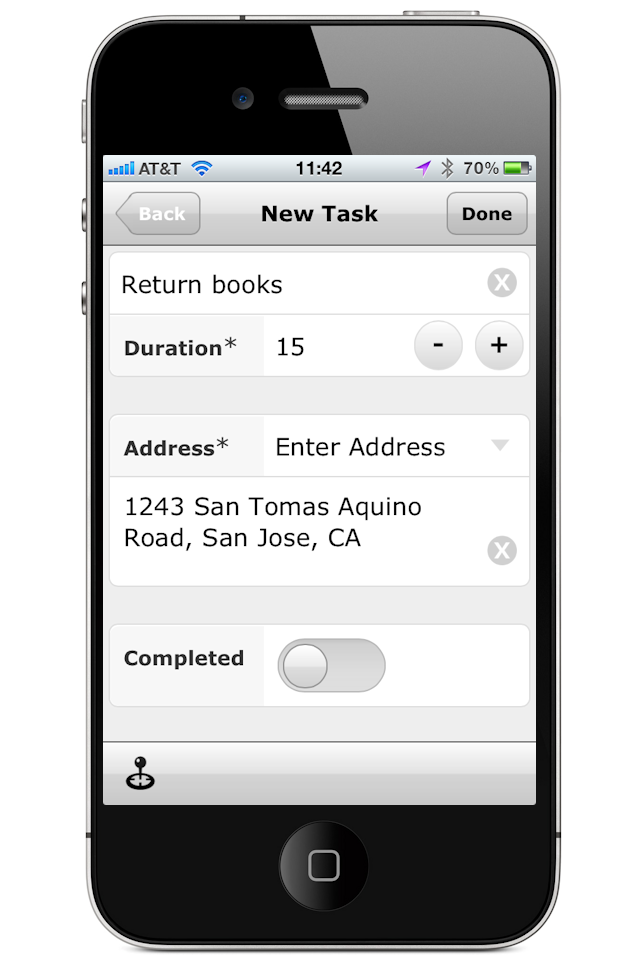 AT&T 11:42 70%
Back New Task Done
Return books X
Duration* 15 - +
Address* Enter Address
1243 San Tomas Aquino
Road, San Jose, CA X
Completed